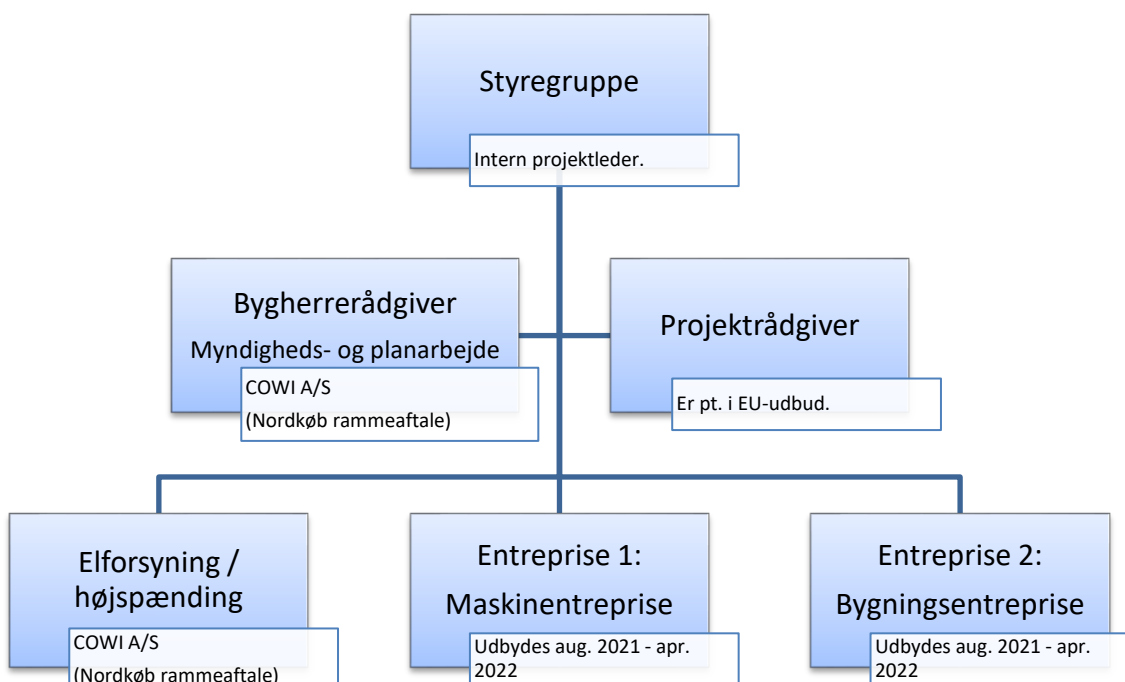 Styregruppe
Intern projektleder.
Bygherrerådgiver
Myndigheds- og planarbejde
COWI A/S
(Nordkøb rammeaftale)
Projektrådgiver
Er pt. i EU-udbud.
Elforsyning /
højspænding
COWI A/S
(Nordkøb rammeaftale)
Entreprise 1:
Maskinentreprise
Udbydes aug. 2021 - apr.
2022
Entreprise 2:
Bygningsentreprise
Udbydes aug. 2021 - apr.
2022